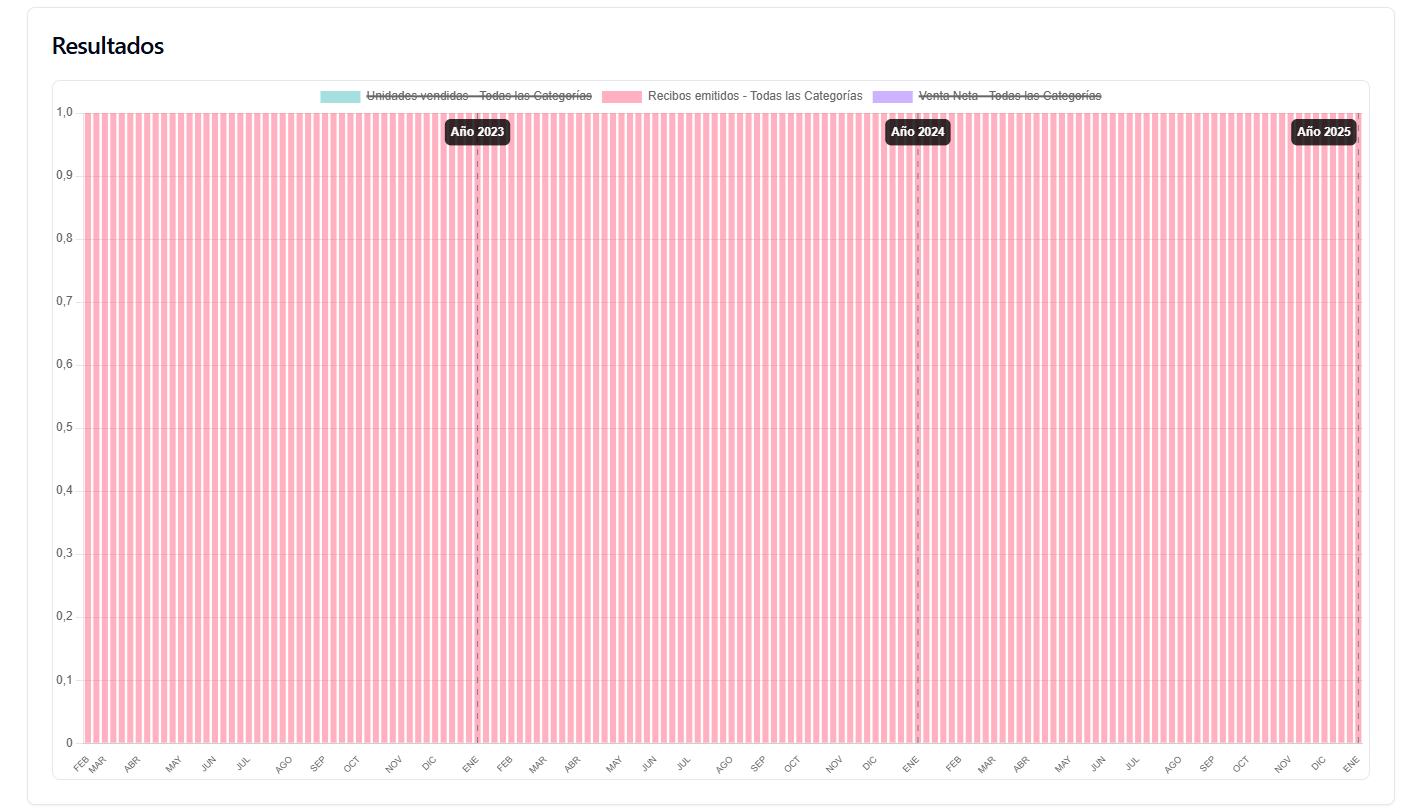 Resultados
Unidades vendidas - Todas las Categorías Recibos emitidos - Todas las Categorías Venta Neta - Todas las Categorías
1,0
Año 2023 Año 2024 Año 2025
0,9
0,8
0,7
0,6
0,5
0,4
0,3
0,2
0,1
0
FEB MAR ABR MAY JUN JUL AGO SEP OCT NOV DIC ENE FEB MAR ABR MAY JUN JUL AGO SEP OCT NOV DIC ENE FEB MAR ABR MAY JUN JUL AGO SEP OCT NOV DIC ENE